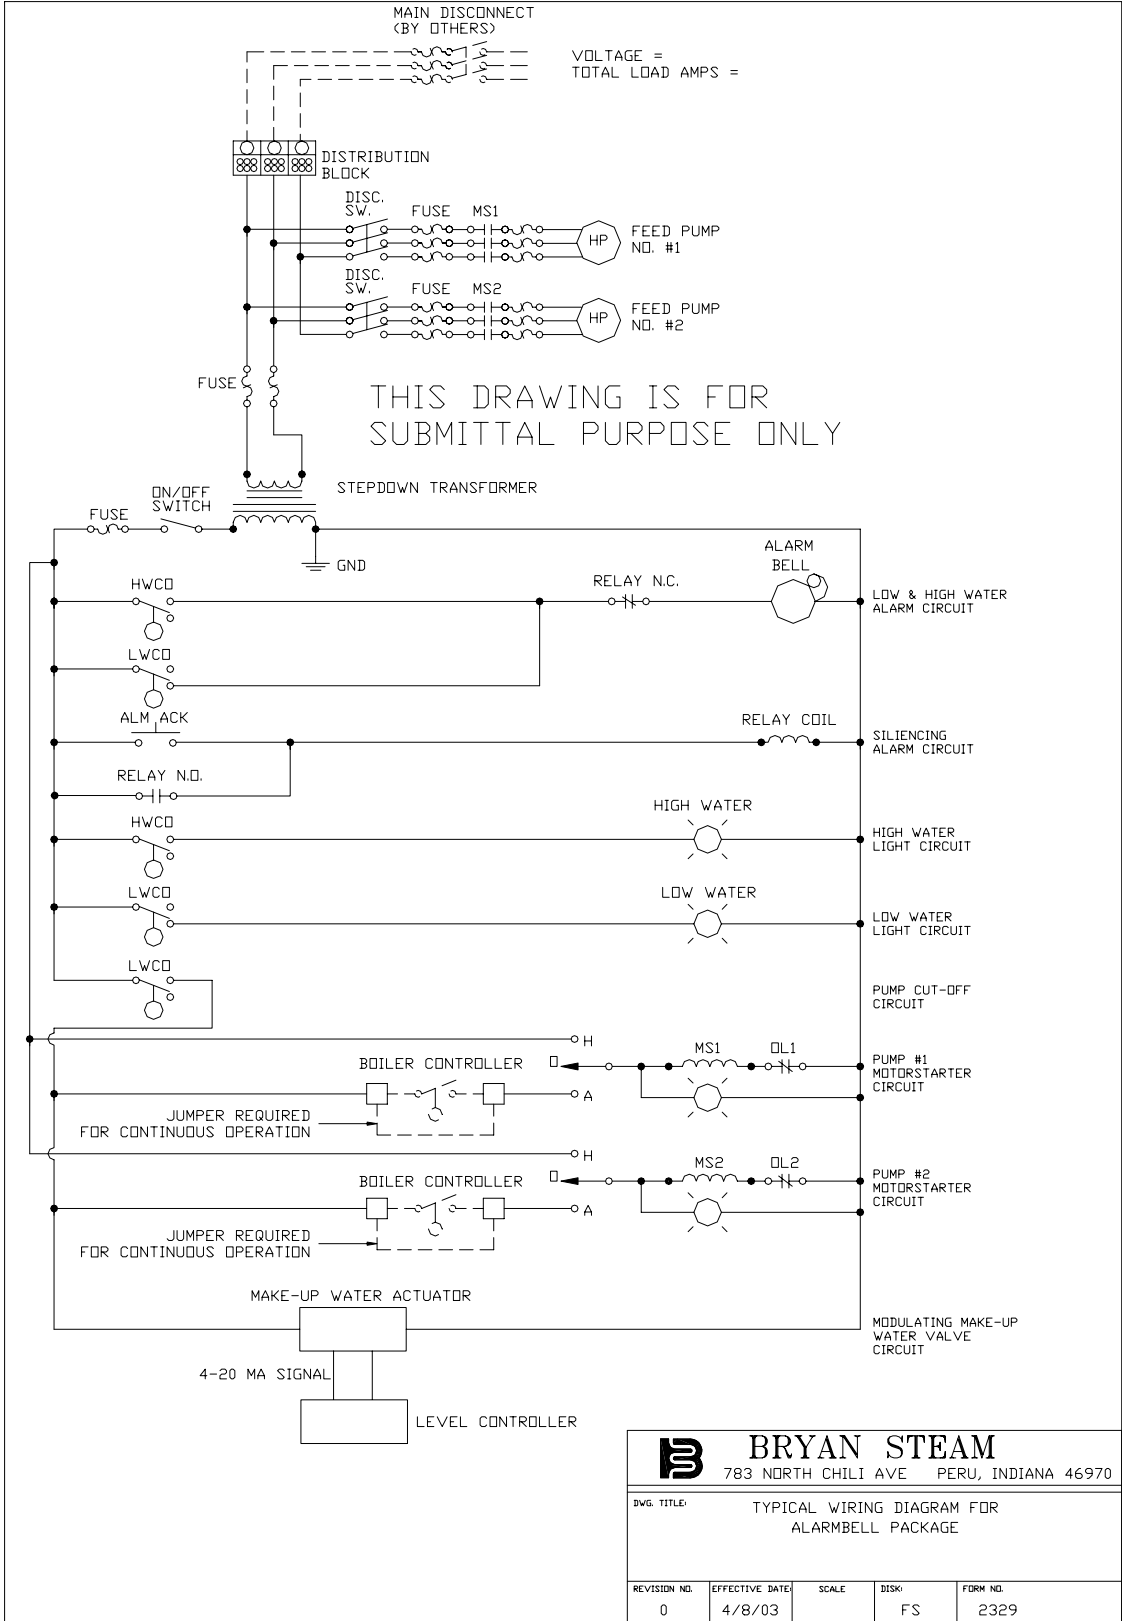 MAIN DISCONNECT
(BY OTHERS)
VOLTAGE =
TOTAL LOAD AMPS =
DISTRIBUTION
BLOCK
DISC.
SW.
FUSE
MS1
HP
FEED PUMP
NO. #1
DISC.
SW.
FUSE
MS2
HP
FEED PUMP
NO. #2
FUSE
THIS DRAWING IS FOR
SUBMITTAL PURPOSE ONLY
STEPDOWN TRANSFORMER
ON/OFF
SWITCH
FUSE
GND
ALARM
BELL
HWCO
RELAY N.C.
LOW & HIGH WATER
ALARM CIRCUIT
LWCO
ALM ACK
RELAY COIL
SILIENCING
ALARM CIRCUIT
RELAY N.O.
HIGH WATER
HWCO
HIGH WATER
LIGHT CIRCUIT
LWCO
LOW WATER
LOW WATER
LIGHT CIRCUIT
LWCO
PUMP CUT-OFF
CIRCUIT
H
BOILER CONTROLLER
O
MS1
OL1
PUMP #1
MOTORSTARTER
CIRCUIT
A
JUMPER REQUIRED
FOR CONTINUOUS OPERATION
H
BOILER CONTROLLER
O
MS2
OL2
PUMP #2
MOTORSTARTER
CIRCUIT
A
JUMPER REQUIRED
FOR CONTINUOUS OPERATION
MAKE-UP WATER ACTUATOR
MODULATING MAKE-UP
WATER VALVE
CIRCUIT
4-20 MA SIGNAL
LEVEL CONTROLLER
BRYAN STEAM
783 NORTH CHILI AVE PERU, INDIANA 46970
DWG. TITLE:
TYPICAL WIRING DIAGRAM FOR
ALARMBELL PACKAGE
REVISION NO. EFFECTIVE DATE: SCALE DISK: FORM NO.
0 4/8/03 FS 2329